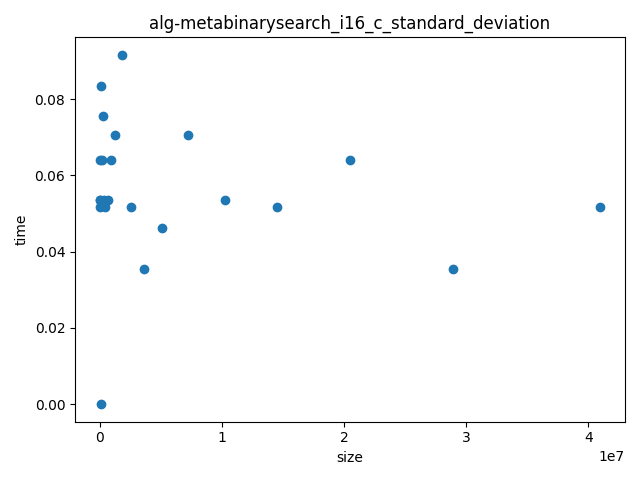 alg-metabinarysearch_i16_c_standard_deviation
time
0.08
0.06
0.04
0.02
0.00
0
1
2
3
4
1e7
size